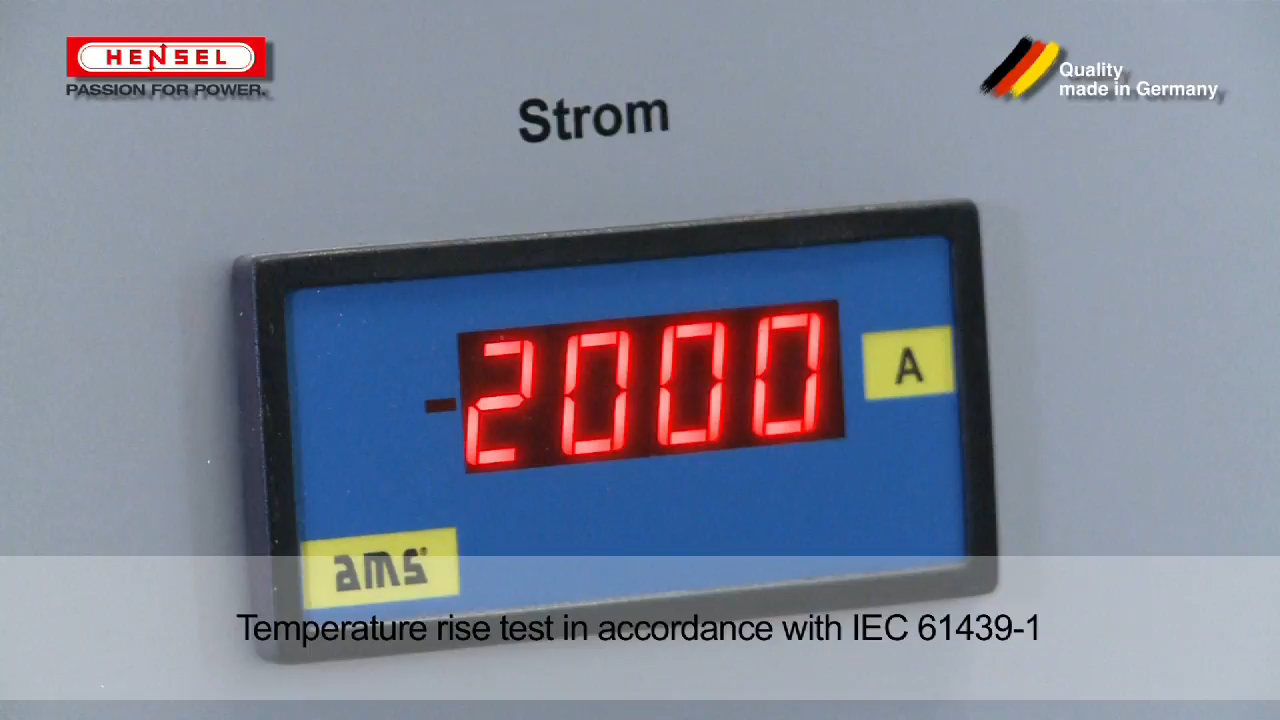 HENSEL
PASSION FOR POWER.
Quality
made in Germany
Strom
2000
A
ams
Temperature rise test in accordance with IEC 61439-1